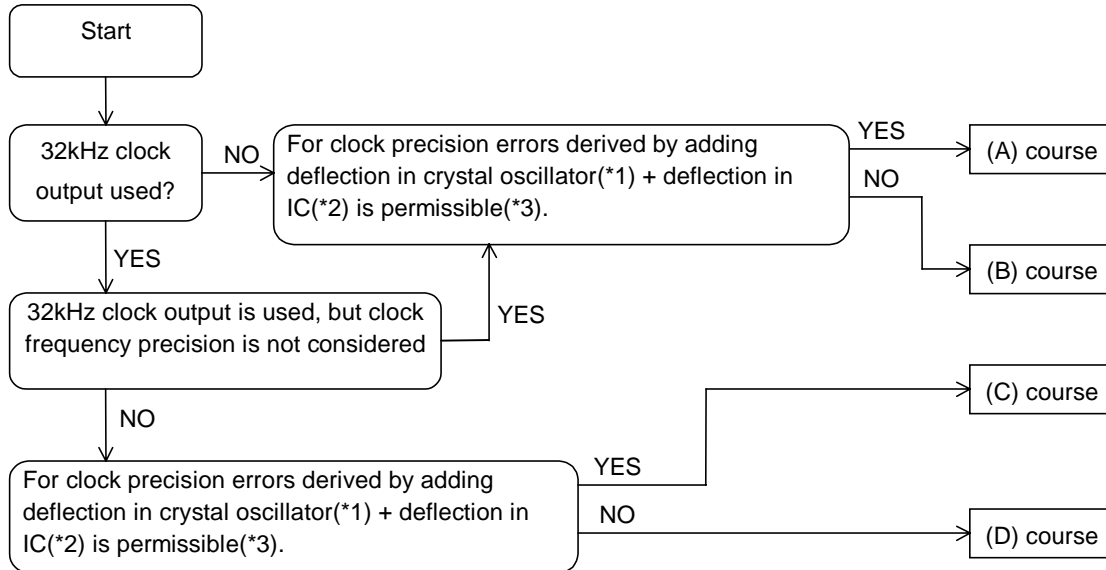 Start
32kHz clock
output used?
NO
For clock precision errors derived by adding
deflection in crystal oscillator(*1) + deflection in
IC(*2) is permissible(*3).
YES
(A) course
NO
(B) course
YES
32kHz clock output is used, but clock
frequency precision is not considered
YES
NO
(C) course
For clock precision errors derived by adding
deflection in crystal oscillator(*1) + deflection in
IC(*2) is permissible(*3).
YES
NO
(D) course